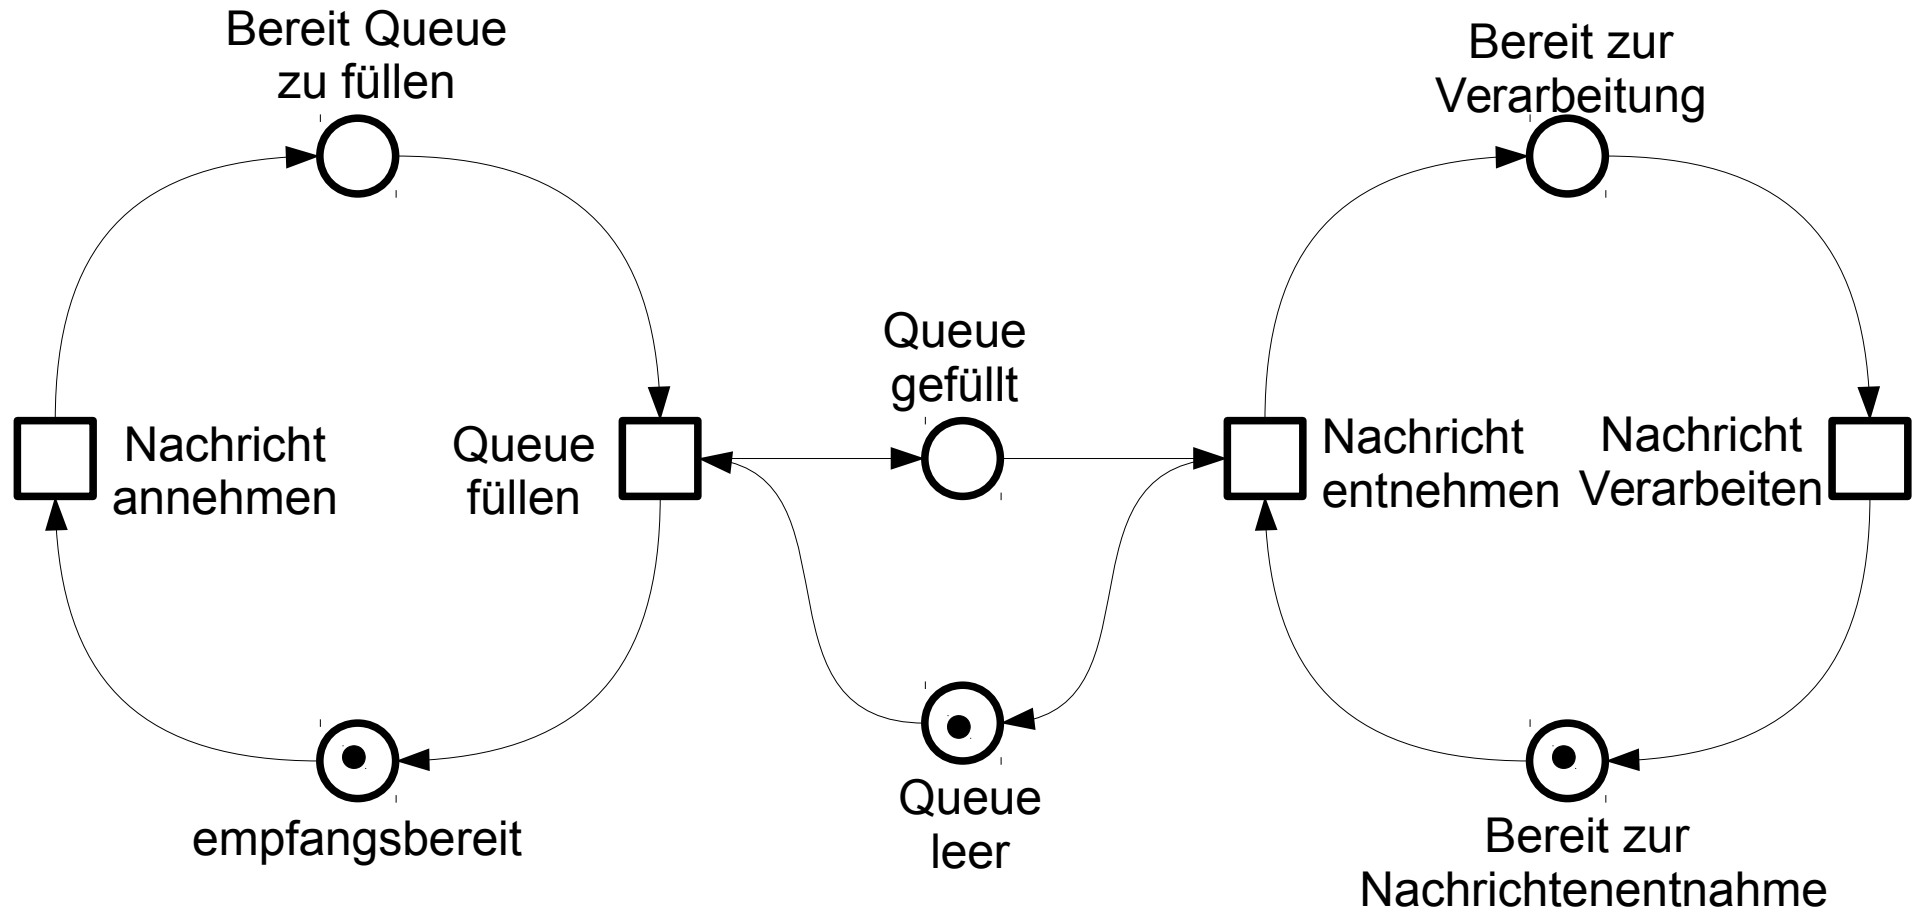 Bereit Queue
zu füllen
Bereit zur
Verarbeitung
Queue
gefüllt
Nachricht
annehmen
Queue
füllen
Nachricht
entnehmen
Nachricht
Verarbeiten
empfangsbereit
Queue
leer
Bereit zur
Nachrichtenentnahme